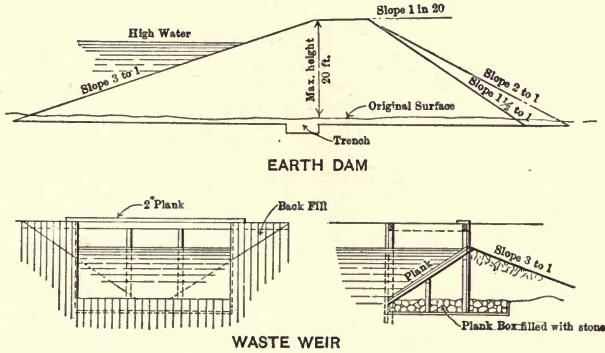 Slope 1 in 20
High Water
Slope 3 to 1
Max. height
20 ft.
Slope 2 to 1
Slope 1½ to 1
Original Surface
Trench
EARTH DAM
2" Plank
Back Fill
Plank
Slope 3 to 1
Plank Box filled with stone
WASTE WEIR